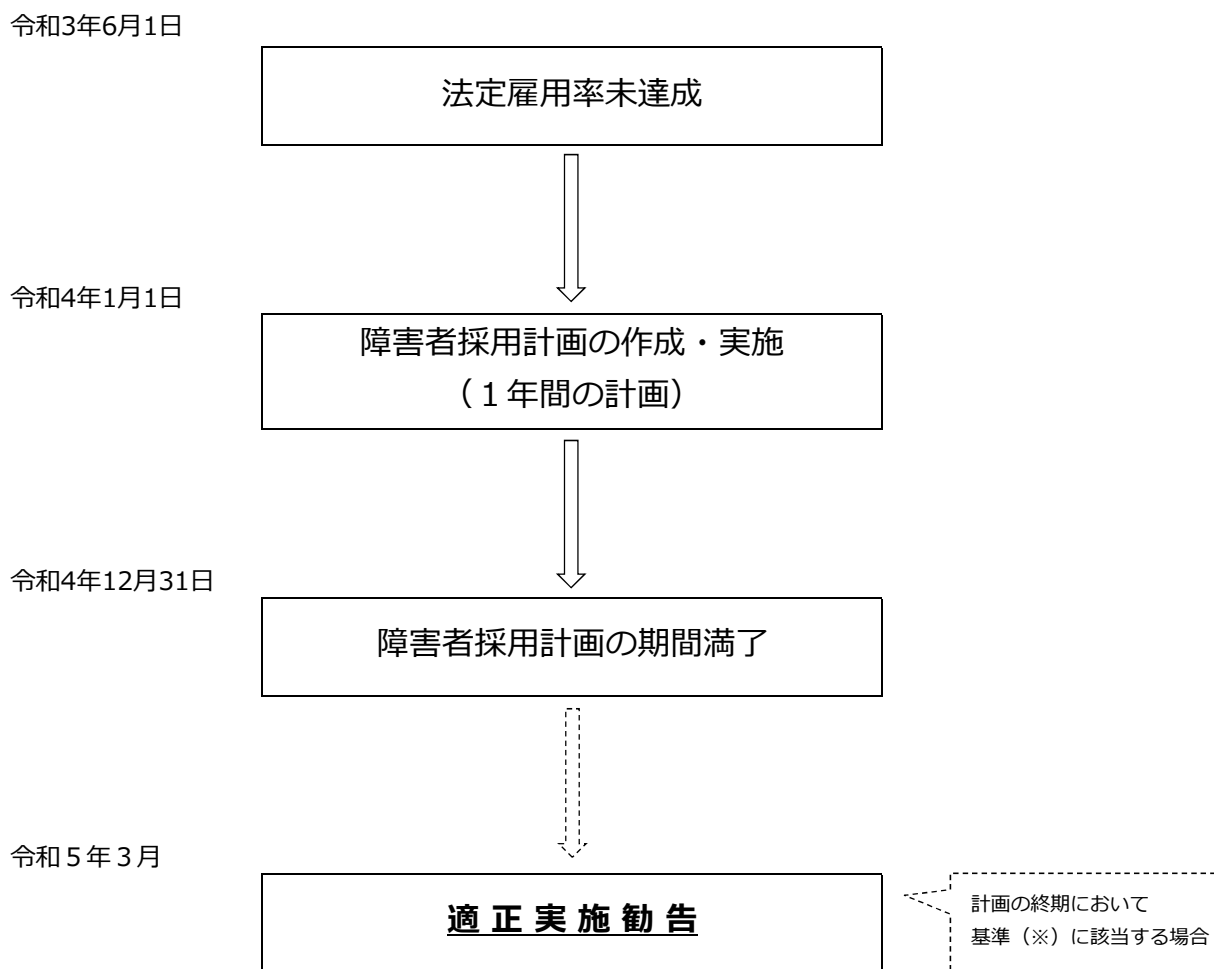 令和3年6月1日
法定雇用率未達成
令和4年1月1日
障害者採用計画の作成・実施
（１年間の計画）
令和4年12月31日
障害者採用計画の期間満了
令和５年３月
適 正 実 施 勧 告
計画の終期において
基準（※）に該当する場合